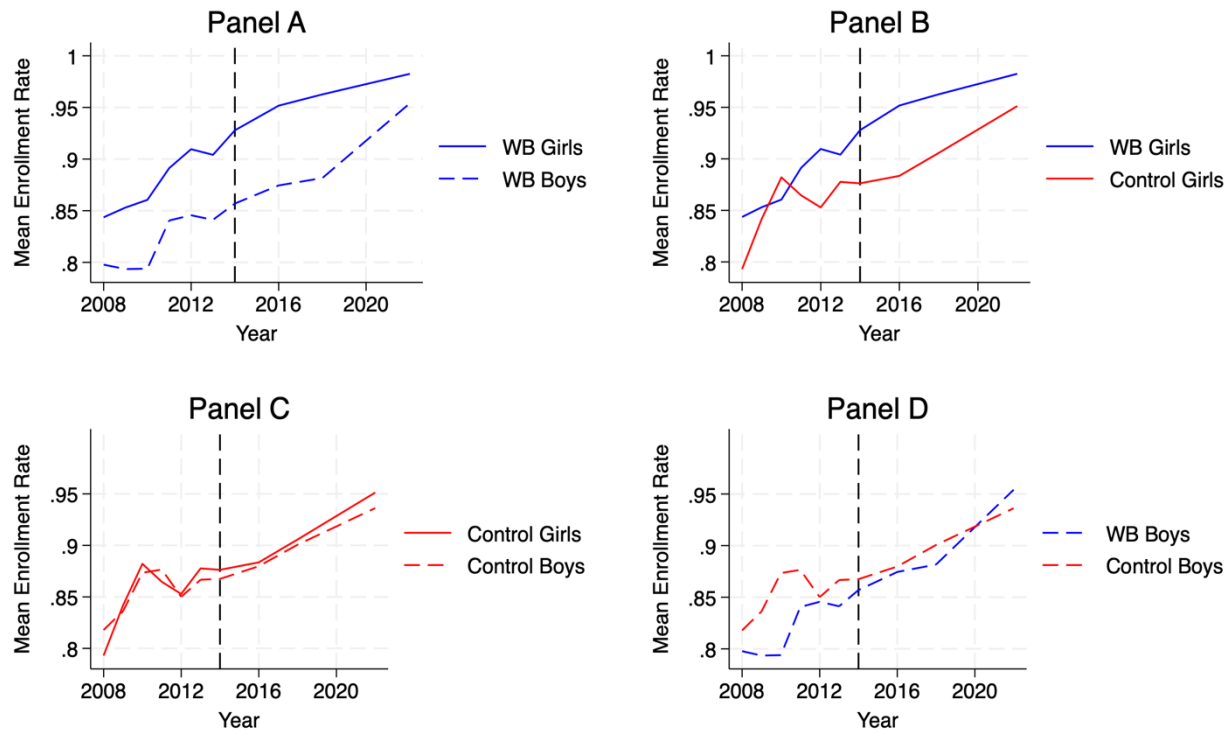 Panel A
Mean Enrollment Rate
1
.95
.9
.85
.8
2008 2012 2016 2020
Year
WB Girls
WB Boys
Panel B
Mean Enrollment Rate
1
.95
.9
.85
.8
2008 2012 2016 2020
Year
WB Girls
Control Girls
Panel C
Mean Enrollment Rate
.95
.9
.85
.8
2008 2012 2016 2020
Year
Control Girls
Control Boys
Panel D
Mean Enrollment Rate
.95
.9
.85
.8
2008 2012 2016 2020
Year
WB Boys
Control Boys